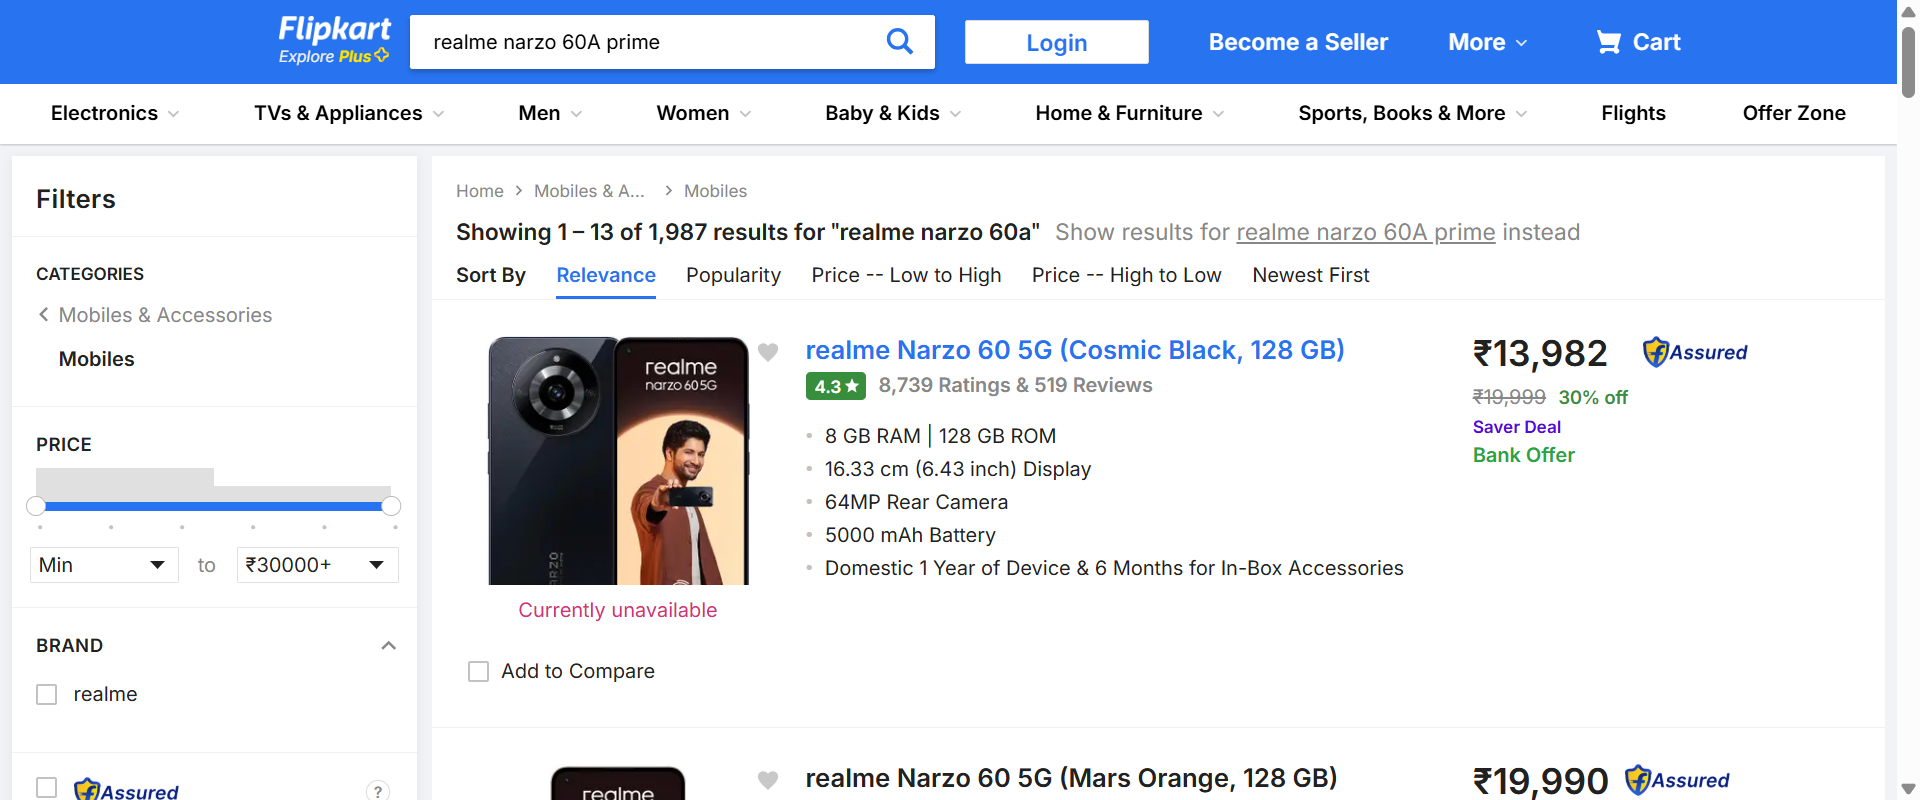 Flipkart
Explore Plus
realme narzo 60A prime
Login
Become a Seller
More
Cart
Electronics
TVs & Appliances
Men
Women
Baby & Kids
Home & Furniture
Sports, Books & More
Flights
Offer Zone
Filters
CATEGORIES
Mobiles & Accessories
Mobiles
PRICE
Min
to
₹30000+
BRAND
realme
Assured
?
Home
Mobiles & A...
Mobiles
Showing 1 – 13 of 1,987 results for "realme narzo 60a" Show results for realme narzo 60A prime instead
Sort By
Relevance
Popularity
Price -- Low to High
Price -- High to Low
Newest First
realme
narzo 60 5G
Currently unavailable
Add to Compare
realme Narzo 60 5G (Cosmic Black, 128 GB)
4.3
8,739 Ratings & 519 Reviews
8 GB RAM | 128 GB ROM
16.33 cm (6.43 inch) Display
64MP Rear Camera
5000 mAh Battery
Domestic 1 Year of Device & 6 Months for In-Box Accessories
₹13,982
Assured
₹19,999 30% off
Saver Deal
Bank Offer
realme
realme Narzo 60 5G (Mars Orange, 128 GB)
₹19,990
Assured